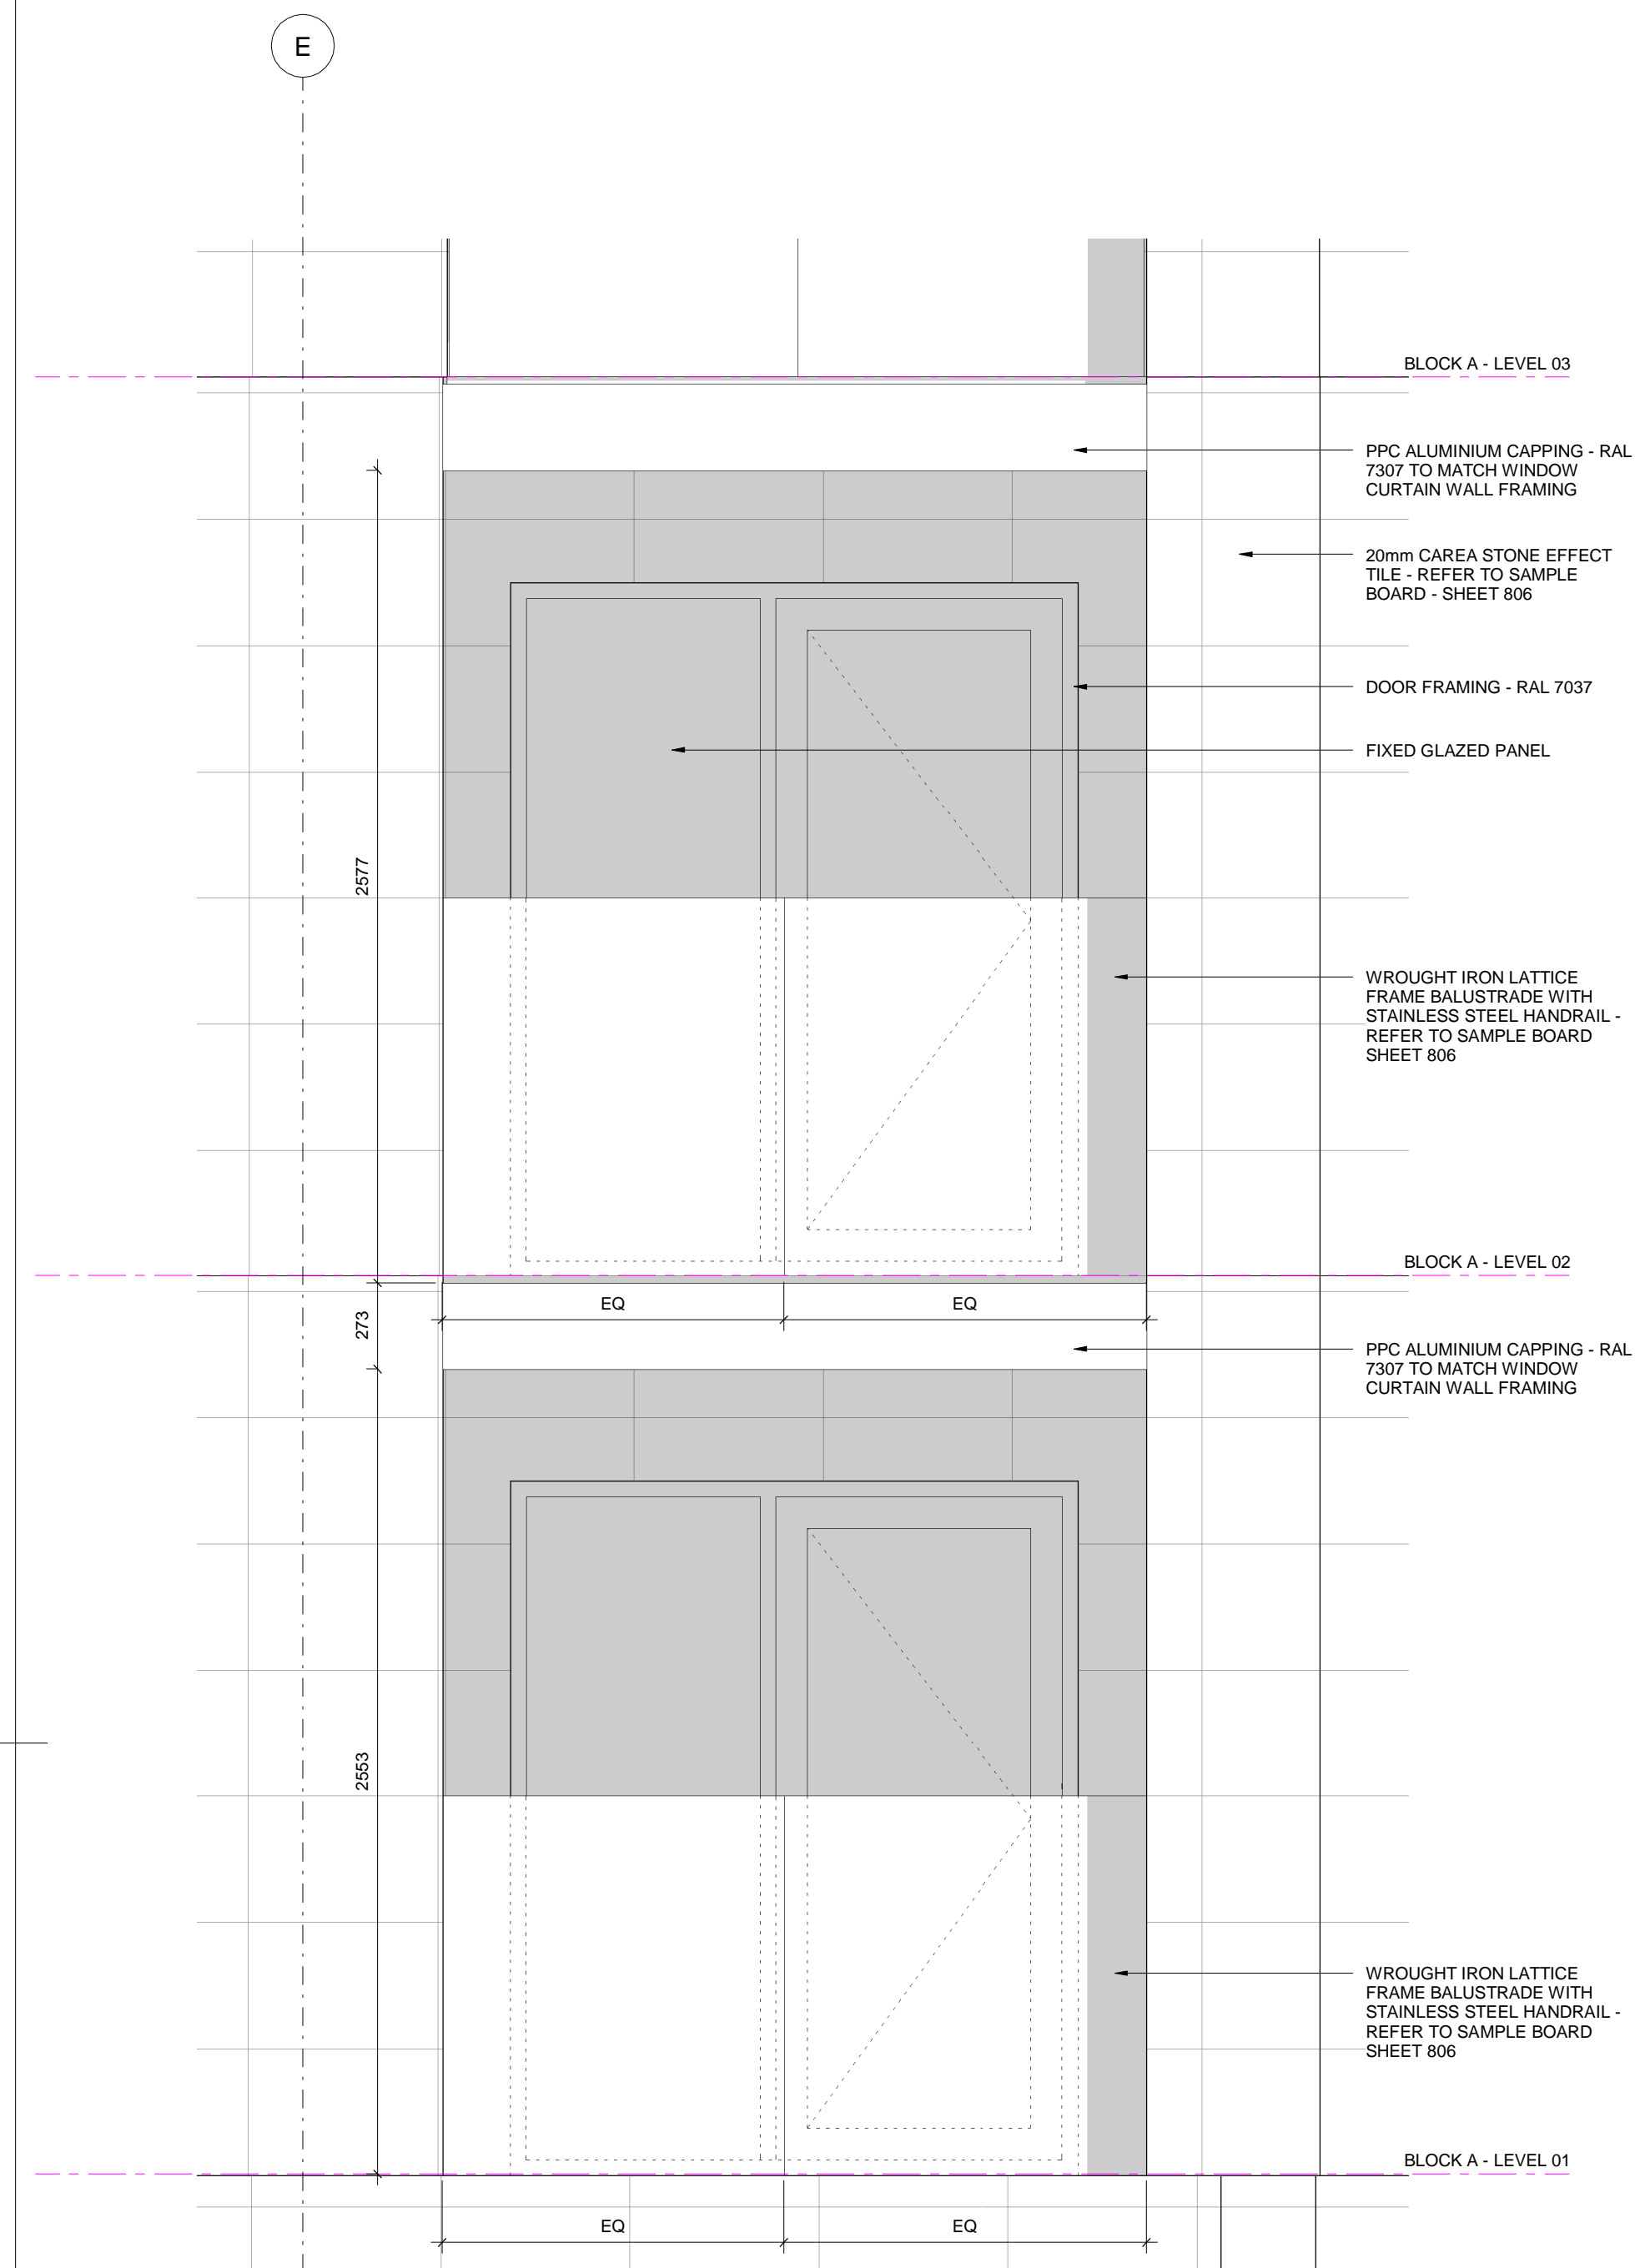 E
BLOCK A - LEVEL 03
PPC ALUMINIUM CAPPING - RAL
7307 TO MATCH WINDOW
CURTAIN WALL FRAMING
20mm CAREA STONE EFFECT
TILE - REFER TO SAMPLE
BOARD - SHEET 806
DOOR FRAMING - RAL 7037
FIXED GLAZED PANEL
2577
WROUGHT IRON LATTICE
FRAME BALUSTRADE WITH
STAINLESS STEEL HANDRAIL -
REFER TO SAMPLE BOARD
SHEET 806
BLOCK A - LEVEL 02
EQ
EQ
273
PPC ALUMINIUM CAPPING - RAL
7307 TO MATCH WINDOW
CURTAIN WALL FRAMING
2553
WROUGHT IRON LATTICE
FRAME BALUSTRADE WITH
STAINLESS STEEL HANDRAIL -
REFER TO SAMPLE BOARD
SHEET 806
BLOCK A - LEVEL 01
EQ
EQ